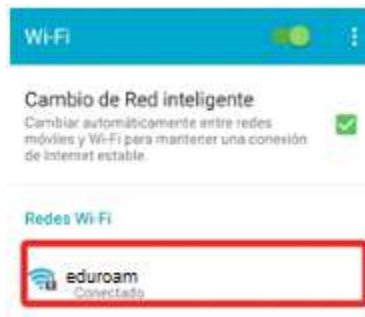 Wi-Fi
Cambio de Red inteligente
Cambiar automáticamente entre redes
móviles y Wi-Fi para mantener una conexión
de Internet estable.
Redes Wi-Fi
eduroam
Conectado